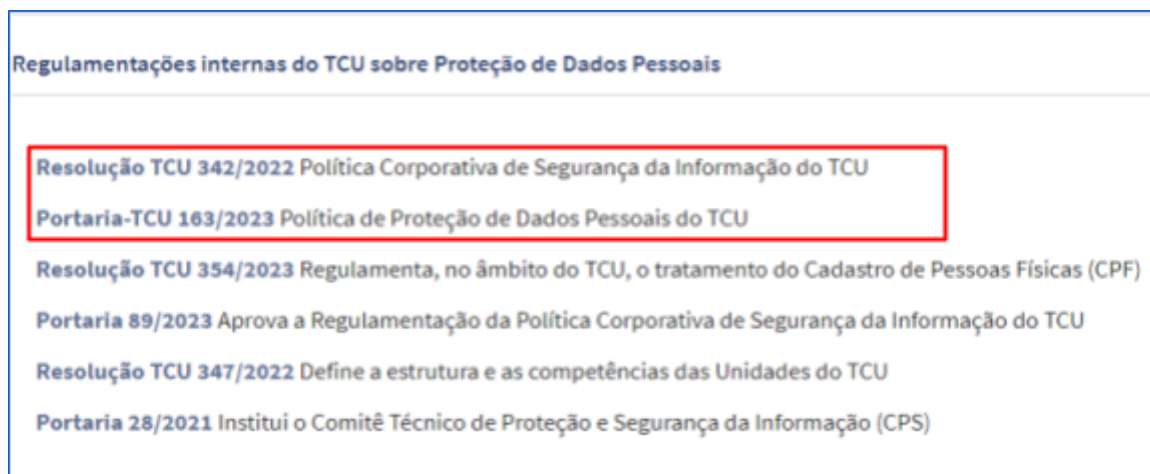 Regulamentações internas do TCU sobre Proteção de Dados Pessoais
Resolução TCU 342/2022 Política Corporativa de Segurança da Informação do TCU
Portaria-TCU 163/2023 Política de Proteção de Dados Pessoais do TCU
Resolução TCU 354/2023 Regulamenta, no âmbito do TCU, o tratamento do Cadastro de Pessoas Físicas (CPF)
Portaria 89/2023 Aprova a Regulamentação da Política Corporativa de Segurança da Informação do TCU
Resolução TCU 347/2022 Define a estrutura e as competências das Unidades do TCU
Portaria 28/2021 Institui o Comitê Técnico de Proteção e Segurança da Informação (CPS)